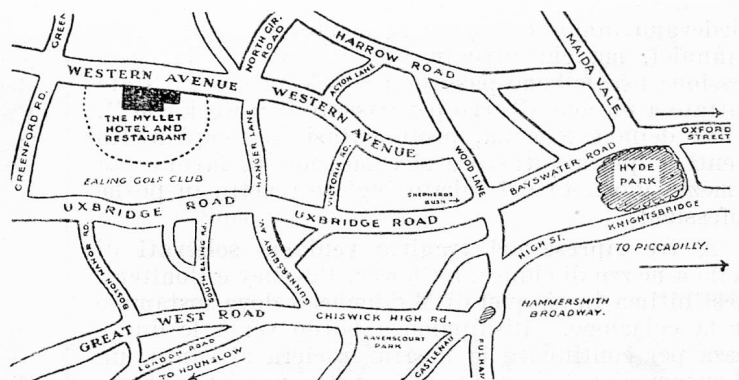 GREEN
NORTH CIR.
ROAD
HARROW ROAD
MAIDA VALE
WESTERN AVENUE
ACTON LANE
WESTERN AVENUE
OXFORD
STREET
GREENFORD RD.
THE MYLLET
HOTEL AND
RESTAURANT
HANGER LANE
VICTORIA RD.
WOOD LANE
BAYSWATER ROAD
HYDE
PARK
EALING GOLF CLUB
SHEPHERDS
BUSH
UXBRIDGE ROAD
UXBRIDGE ROAD
KNIGHTSBRIDGE
HIGH ST.
TO PICCADILLY.
BOSTON MANOR RD.
SOUTH EALING RD.
GUNNERSBURY AV.
GREAT WEST ROAD
CHISWICK HIGH Rd.
HAMMERSMITH
BROADWAY.
LONDON ROAD
TO HOUNSLOW
RAVENSCOURT
PARK
CASTLENAU
FULHAM